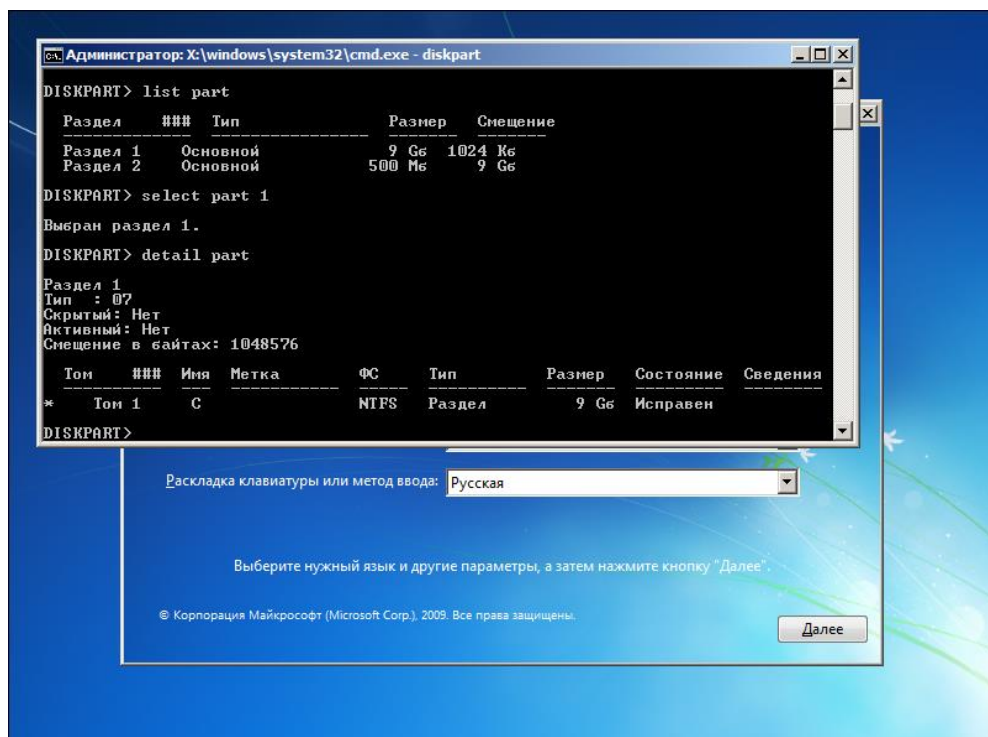 Администратор: X:\windows\system32\cmd.exe - diskpart
DISKPART> list part
Раздел ### Тип Размер Смещение
Раздел 1 Основной 9 Gб 1024 Kб
Раздел 2 Основной 500 Mб 9 Gб
DISKPART> select part 1
Выбран раздел 1.
DISKPART> detail part
Раздел 1
Тип : 07
Скрытый: Нет
Активный: Нет
Смещение в байтах: 1048576
Том ### Имя Метка ФС Тип Размер Состояние Сведения
* Том 1 C NTFS Раздел 9 Gб Исправен
DISKPART>
Раскладка клавиатуры или метод ввода: Русская
Выберите нужный язык и другие параметры, а затем нажмите кнопку "Далее".
© Корпорация Майкрософт (Microsoft Corp.), 2009. Все права защищены.
Далее